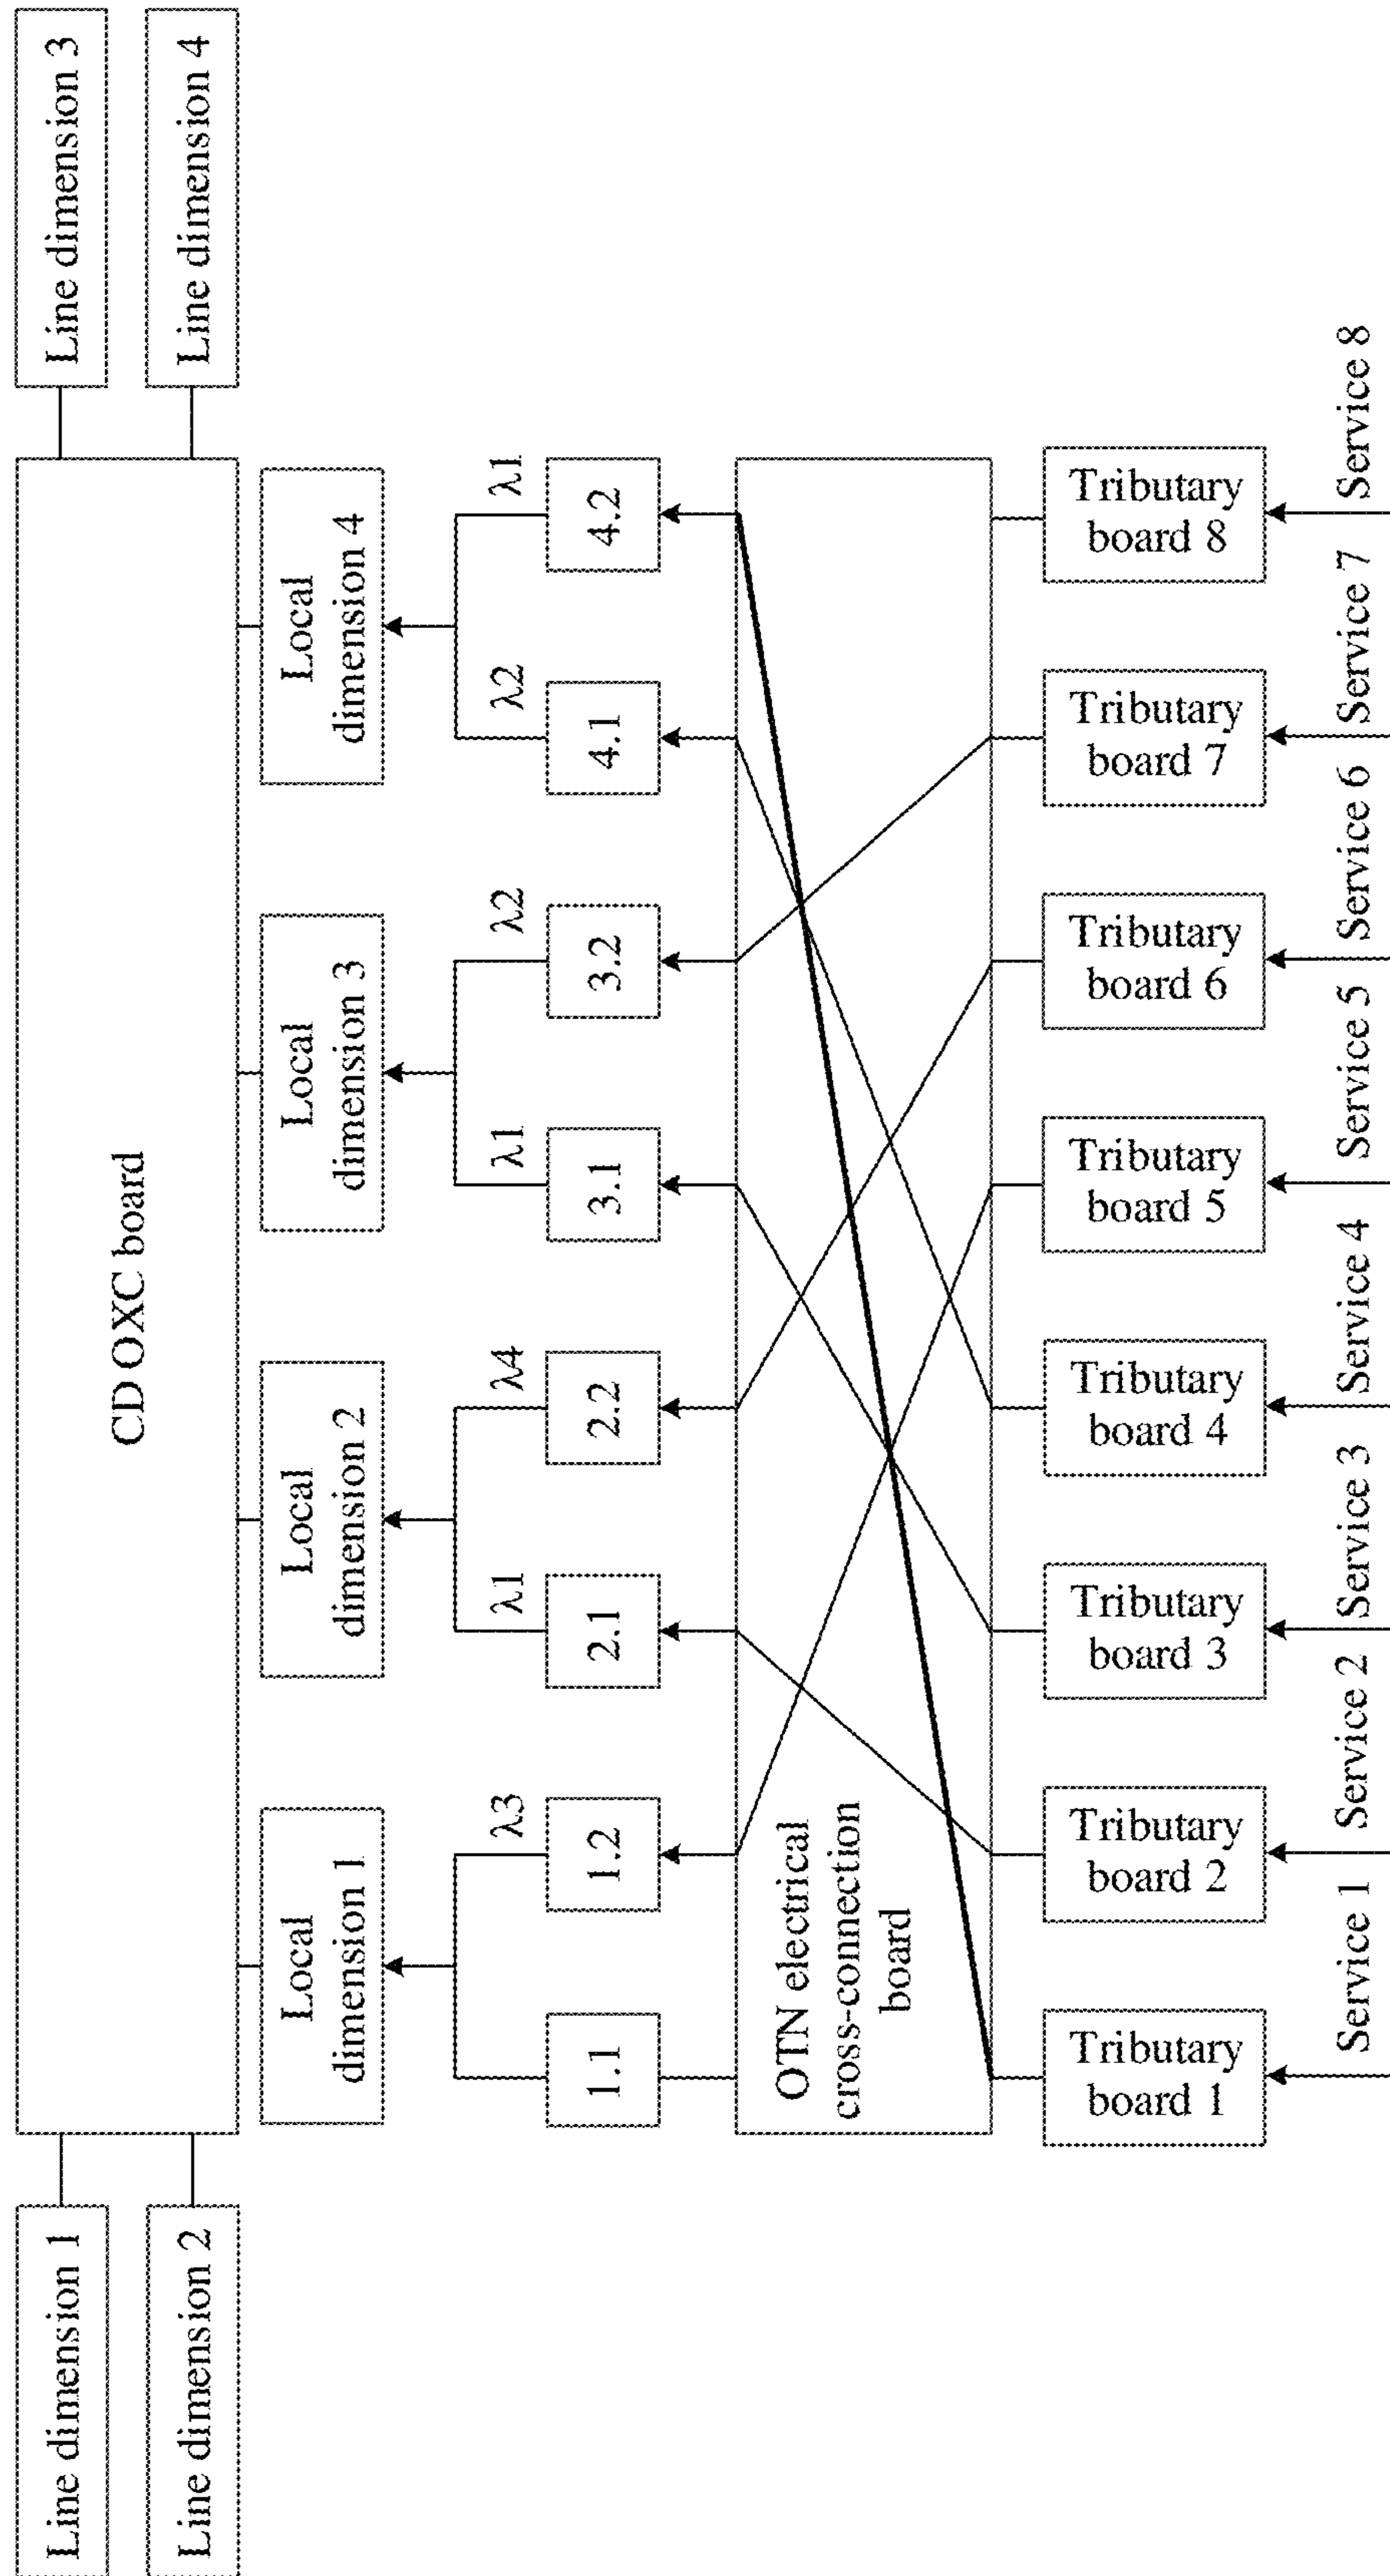 Line dimension 1
Line dimension 2
CD OXC board
Line dimension 3
Line dimension 4
Local
dimension 1
Local
dimension 2
Local
dimension 3
Local
dimension 4
λ3
λ1
λ4
λ1
λ2
λ2
λ1
1.1
1.2
2.1
2.2
3.1
3.2
4.1
4.2
OTN electrical
cross-connection
board
Tributary
board 1
Tributary
board 2
Tributary
board 3
Tributary
board 4
Tributary
board 5
Tributary
board 6
Tributary
board 7
Tributary
board 8
Service 1
Service 2
Service 3
Service 4
Service 5
Service 6
Service 7
Service 8